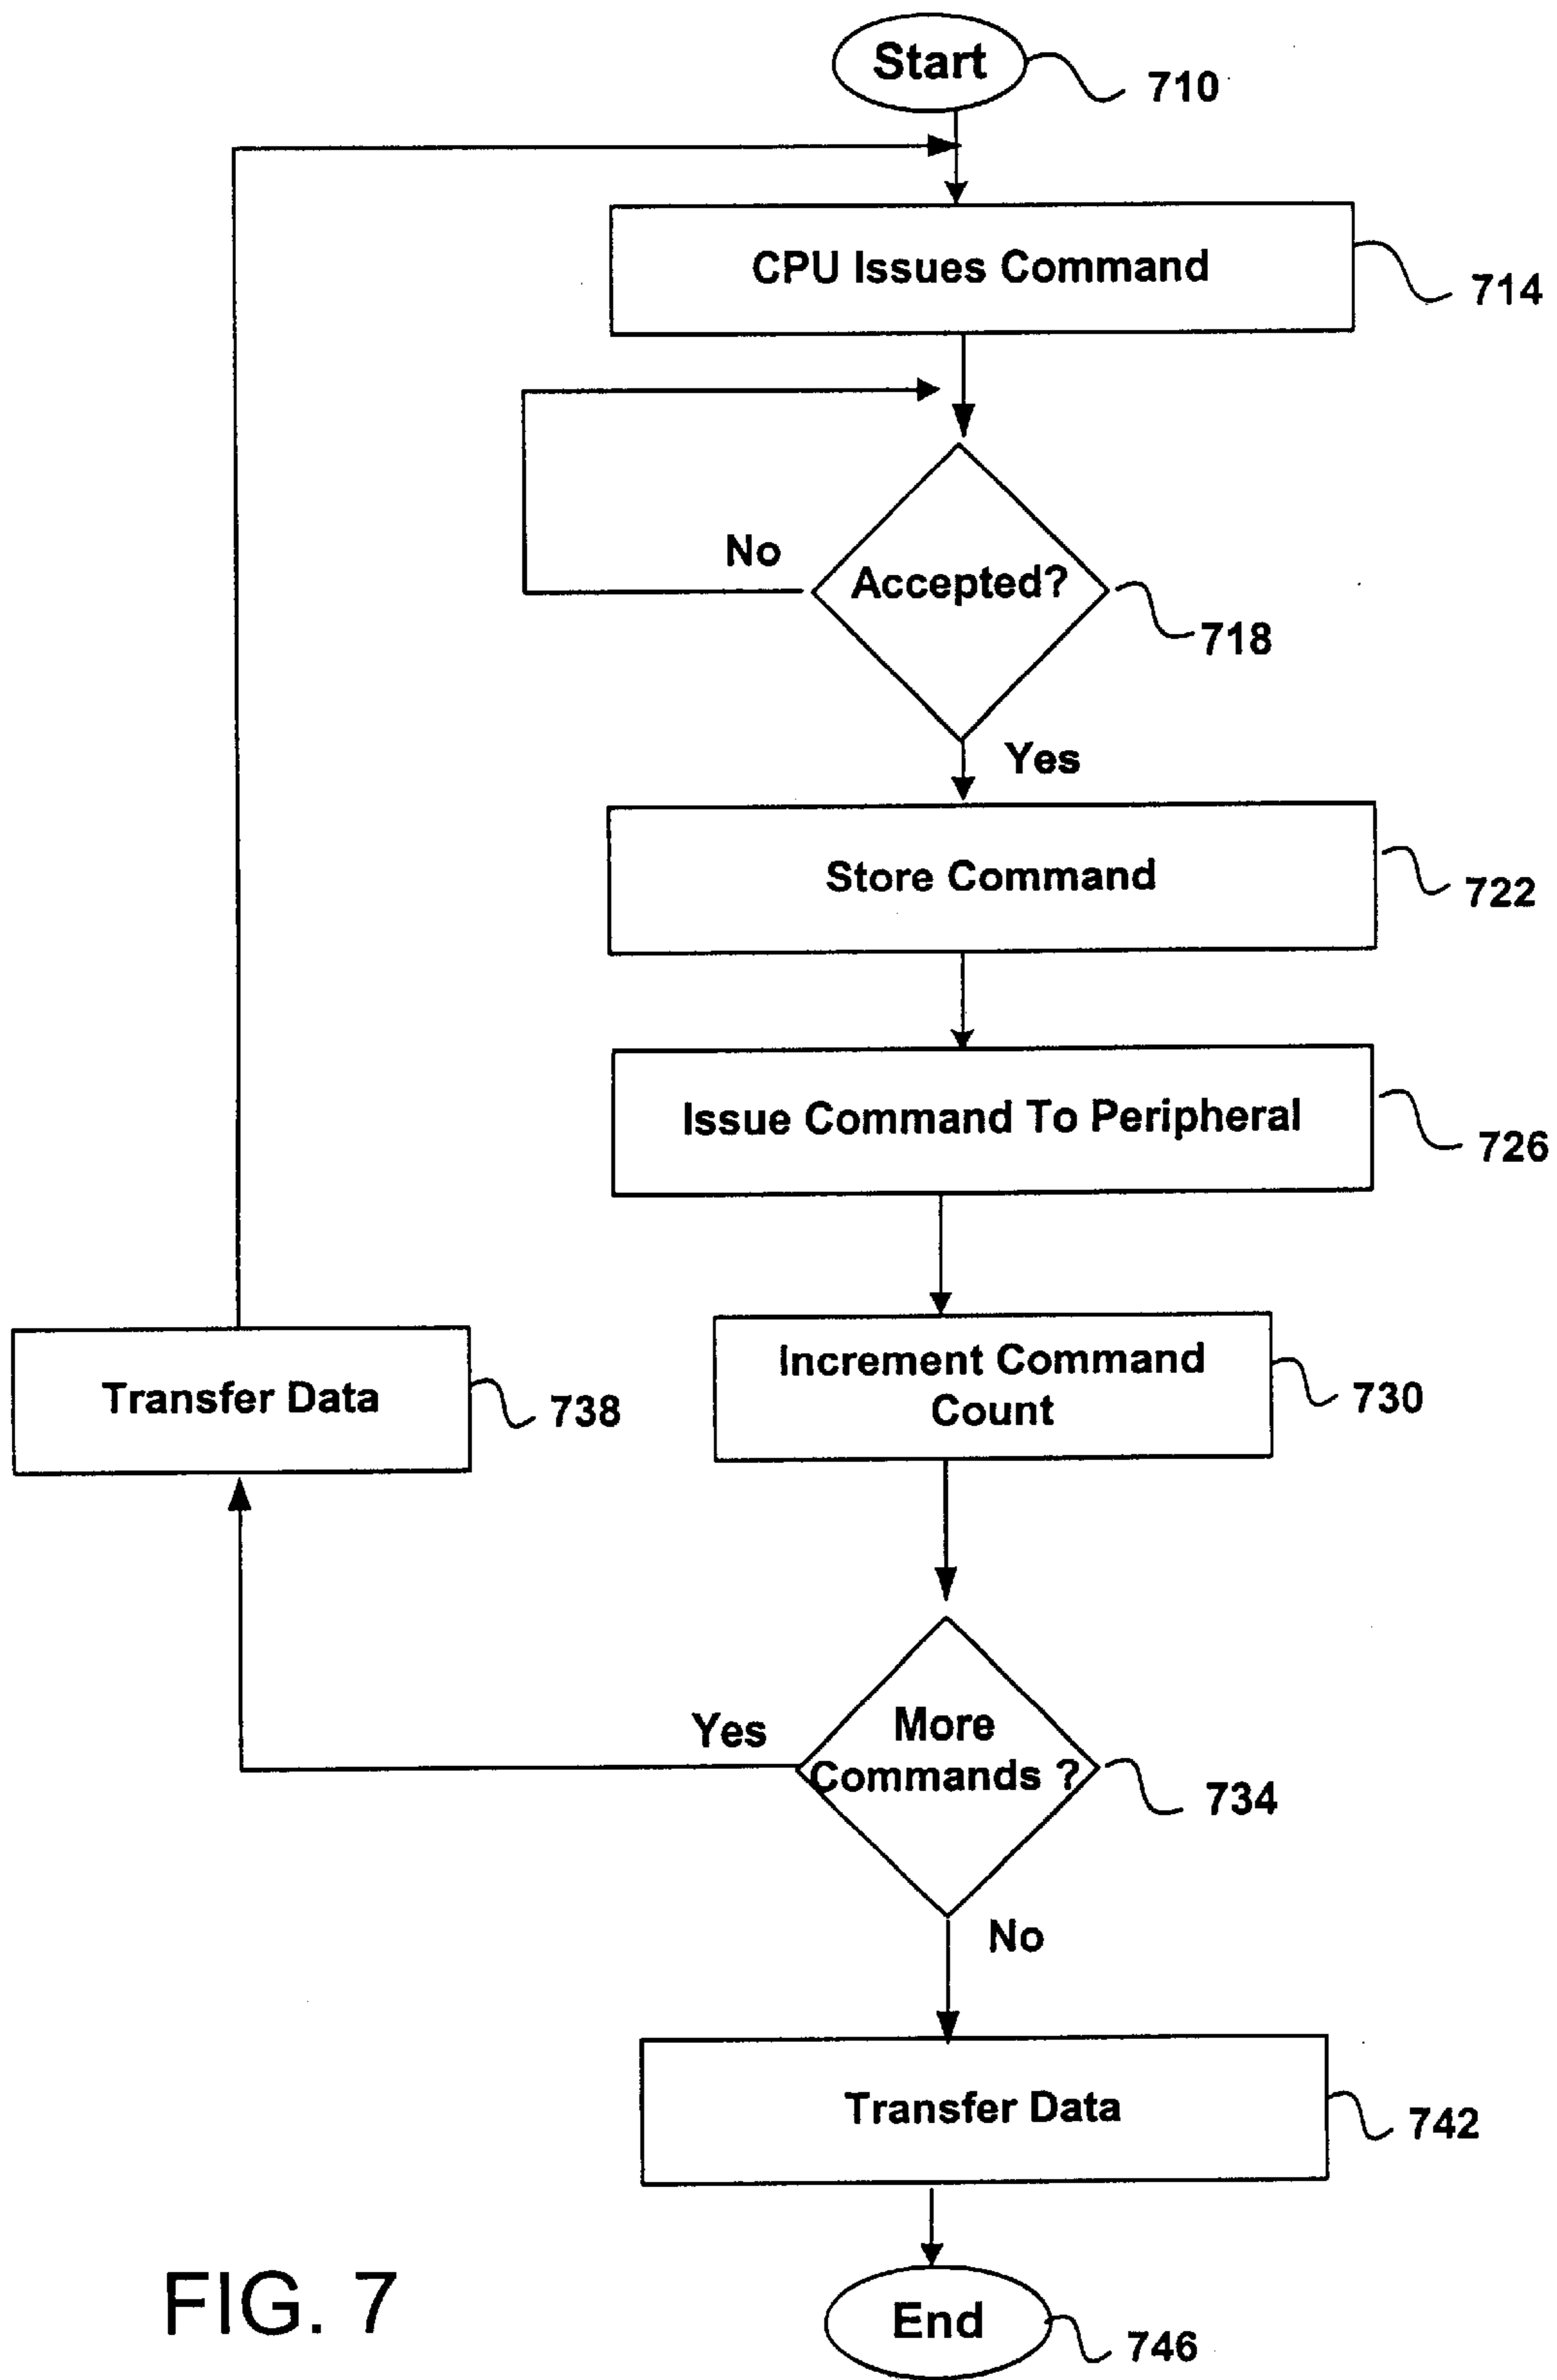 Start
710
CPU Issues Command
714
No
Accepted?
718
Yes
Store Command
722
Issue Command To Peripheral
726
Increment Command
Count
730
Transfer Data
738
Yes
More
Commands ?
734
No
Transfer Data
742
End
746
FIG. 7